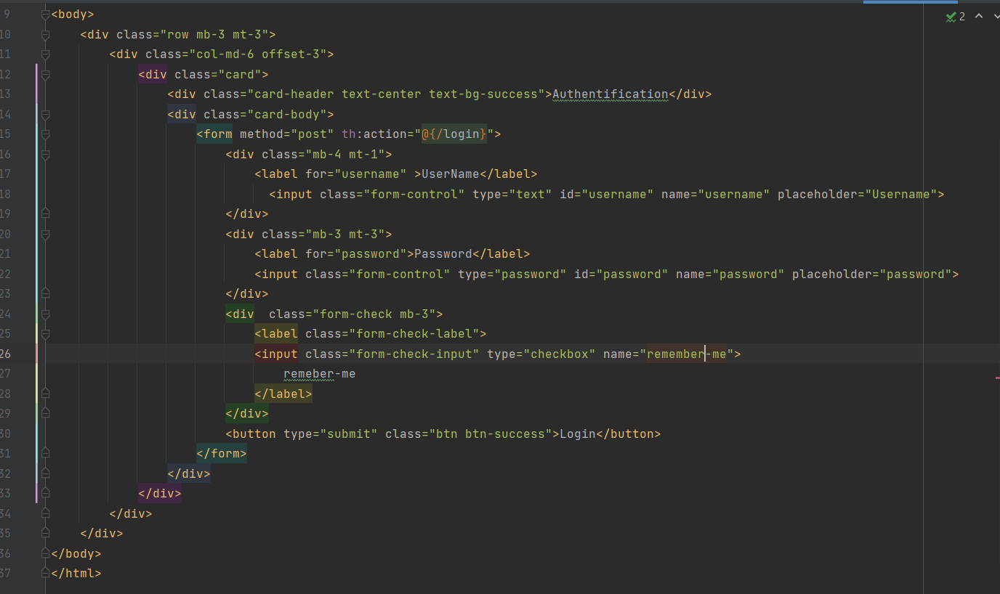 2
9 <body>
10 <div class="row mb-3 mt-3">
11 <div class="col-md-6 offset-3">
12 <div class="card">
13 <div class="card-header text-center text-bg-success">Authentification</div>
14 <div class="card-body">
15 <form method="post" th:action="@{/login}">
16 <div class="mb-4 mt-1">
17 <label for="username" >UserName</label>
18 <input class="form-control" type="text" id="username" name="username" placeholder="Username">
19 </div>
20 <div class="mb-3 mt-3">
21 <label for="password">Password</label>
22 <input class="form-control" type="password" id="password" name="password" placeholder="password">
23 </div>
24 <div  class="form-check mb-3">
25 <label class="form-check-label">
26 <input class="form-check-input" type="checkbox" name="remember-me">
27 remeber-me
28 </label>
29 </div>
30 <button type="submit" class="btn btn-success">Login</button>
31 </form>
32 </div>
33 </div>
34 </div>
35 </div>
36 </body>
37 </html>